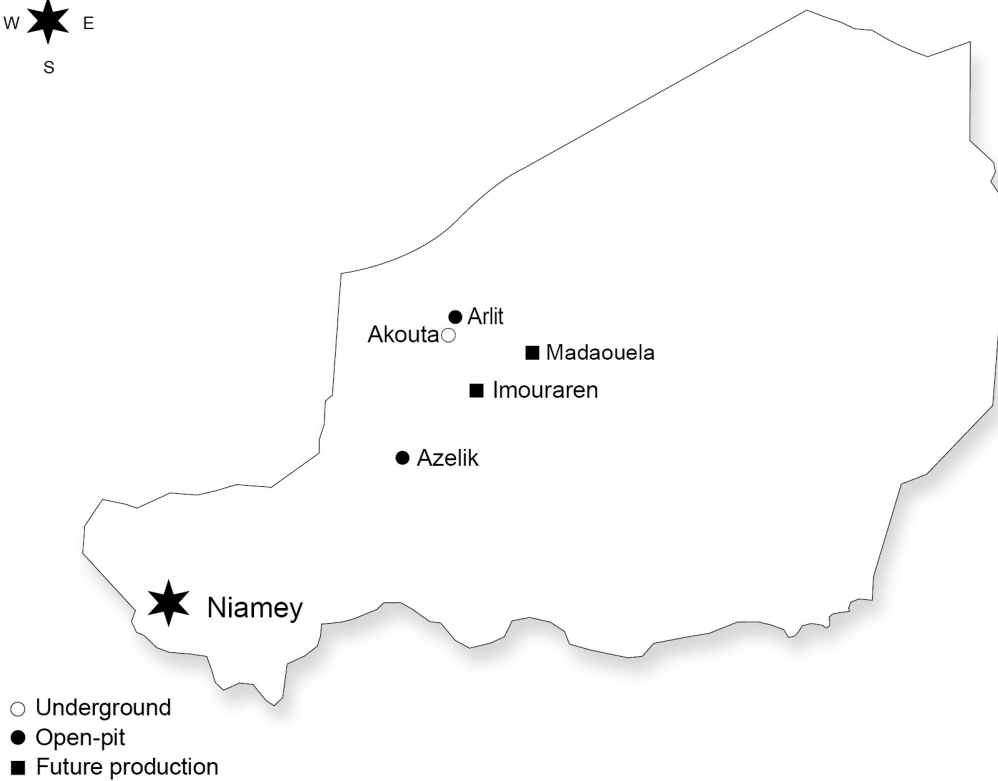 W E
S
Arlit
Akouta
Madaouela
Imouraren
Azelik
Niamey
Underground
Open-pit
Future production